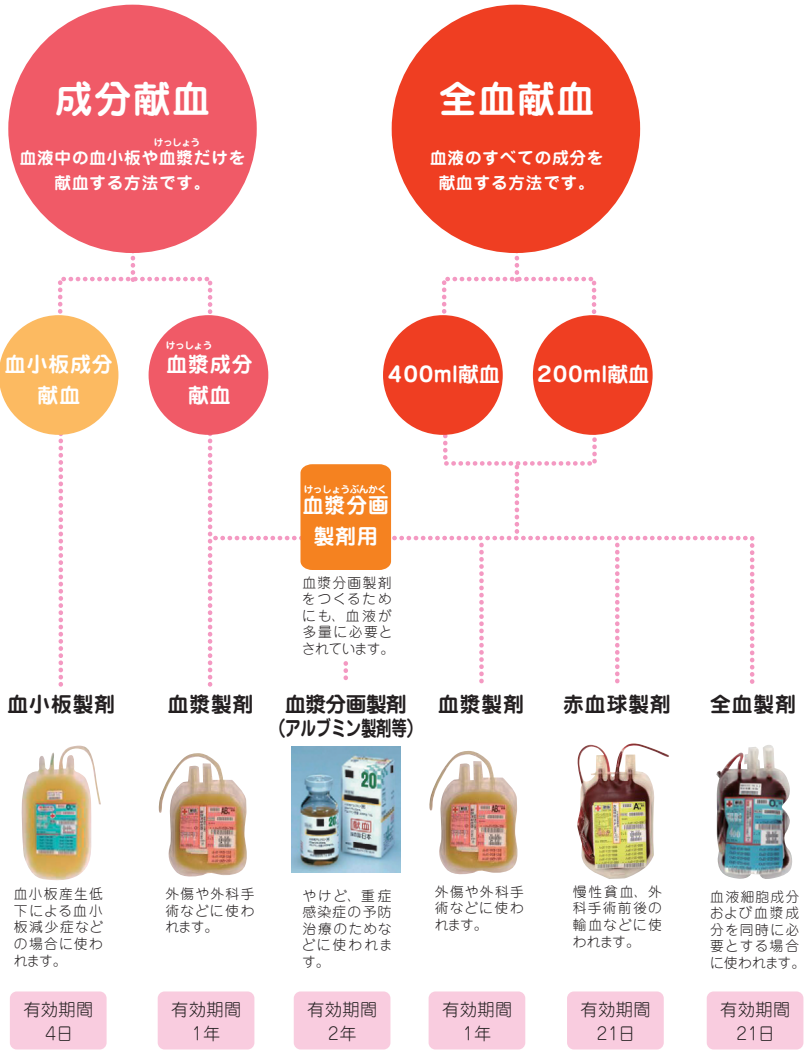 成分献血
けっしょう
血液中の血小板や血漿だけを
献血する方法です。
全血献血
血液のすべての成分を
献血する方法です。
血小板成分
献血
けっしょう
血漿成分
献血
400ml献血
200ml献血
けっしょうぶんかく
血漿分画
製剤用
血漿分画製剤
をつくるため
にも、血液が
多量に必要と
されています。
血小板製剤
血漿製剤
血漿分画製剤
(アルブミン製剤等)
血漿製剤
赤血球製剤
全血製剤
20
献血
日本
血小板産生低
下による血小
板減少症など
の場合に使わ
れます。
外傷や外科手
術などに使わ
れます。
やけど、重症
感染症の予防
治療のためな
どに使われま
す。
外傷や外科手
術などに使わ
れます。
慢性貧血、外
科手術前後の
輸血などに使
われます。
血液細胞成分
および血漿成
分を同時に必
要とする場合
に使われます。
有効期間
4日
有効期間
1年
有効期間
2年
有効期間
1年
有効期間
21日
有効期間
21日